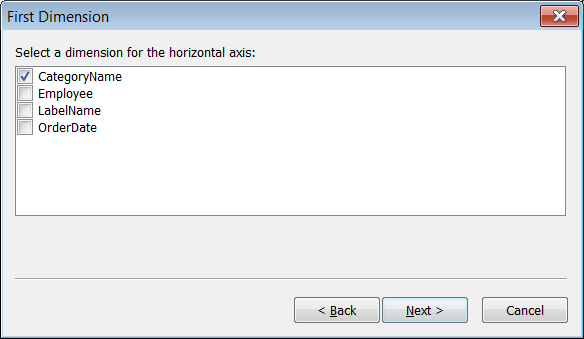 First Dimension
Select a dimension for the horizontal axis:
CategoryName
Employee
LabelName
OrderDate
< Back Next > Cancel